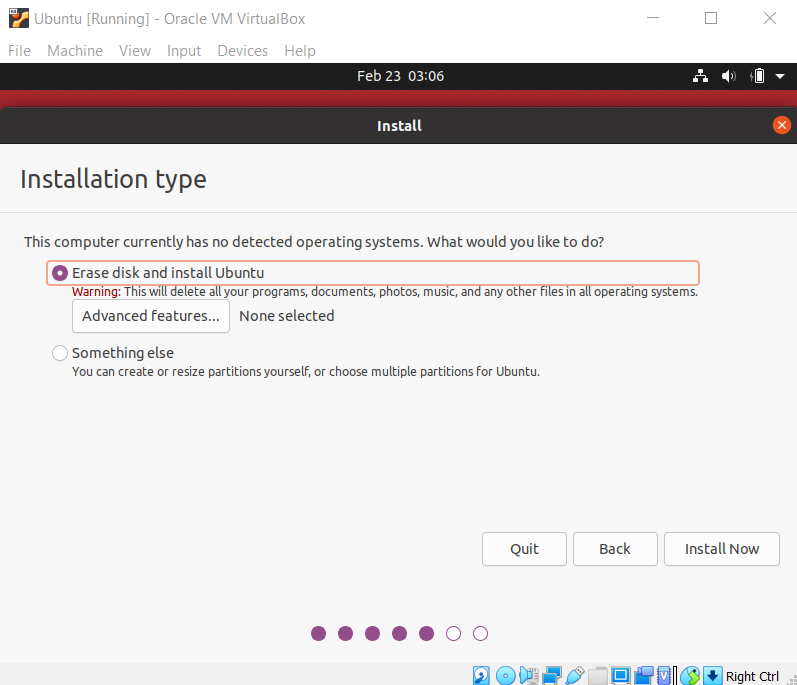 Ubuntu [Running] - Oracle VM VirtualBox
File Machine View Input Devices Help
Feb 23 03:06
Install
Installation type
This computer currently has no detected operating systems. What would you like to do?
Erase disk and install Ubuntu
Warning: This will delete all your programs, documents, photos, music, and any other files in all operating systems.
Advanced features... None selected
Something else
You can create or resize partitions yourself, or choose multiple partitions for Ubuntu.
Quit Back Install Now
Right Ctrl